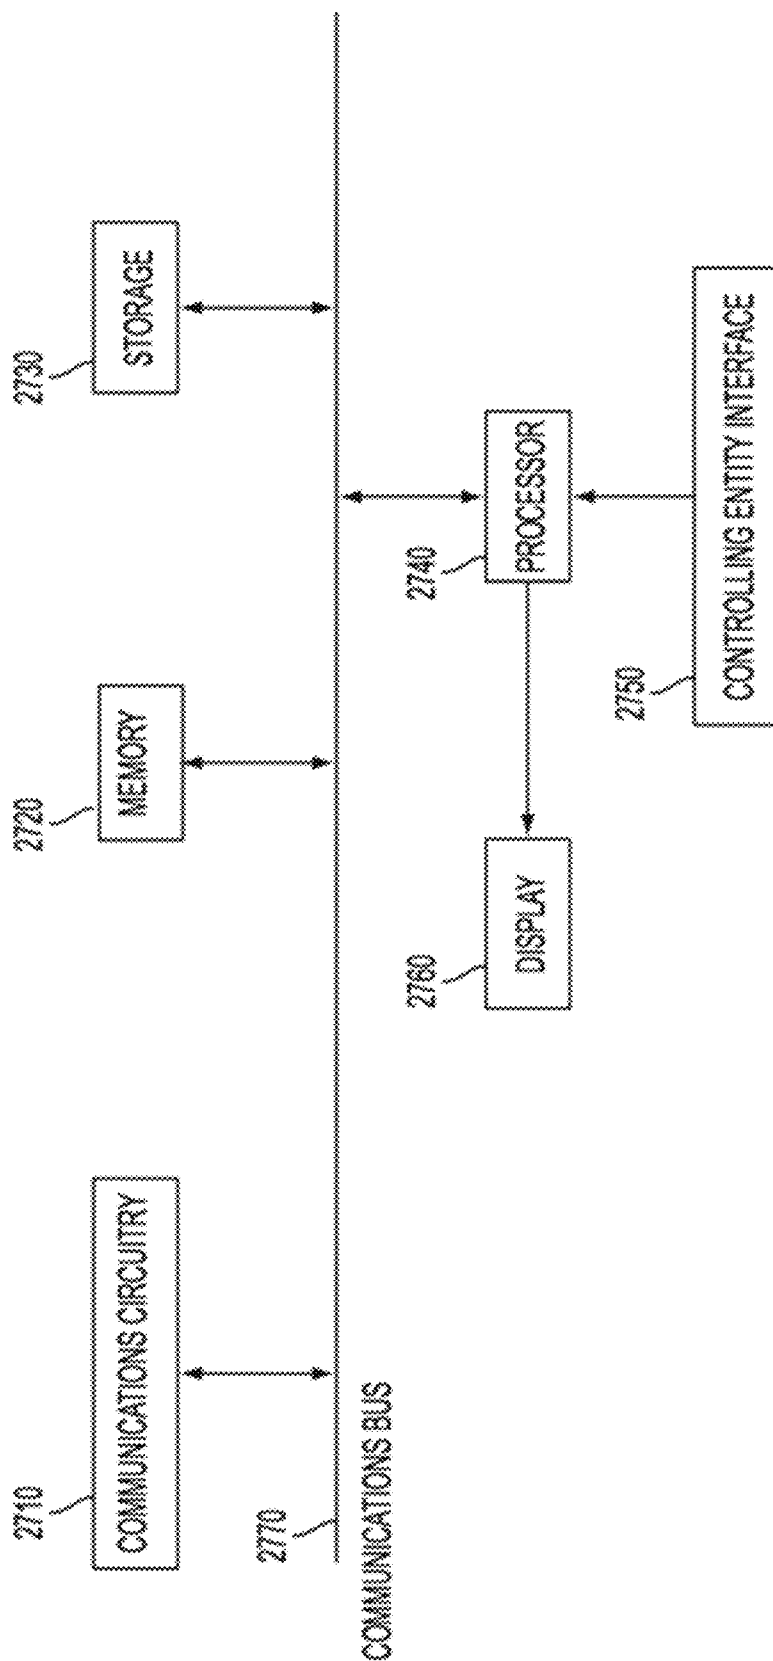 2710
COMMUNICATIONS CIRCUITRY
2720
MEMORY
2730
STORAGE
2770
COMMUNICATIONS BUS
2760
DISPLAY
2740
PROCESSOR
2750
CONTROLLING ENTITY INTERFACE